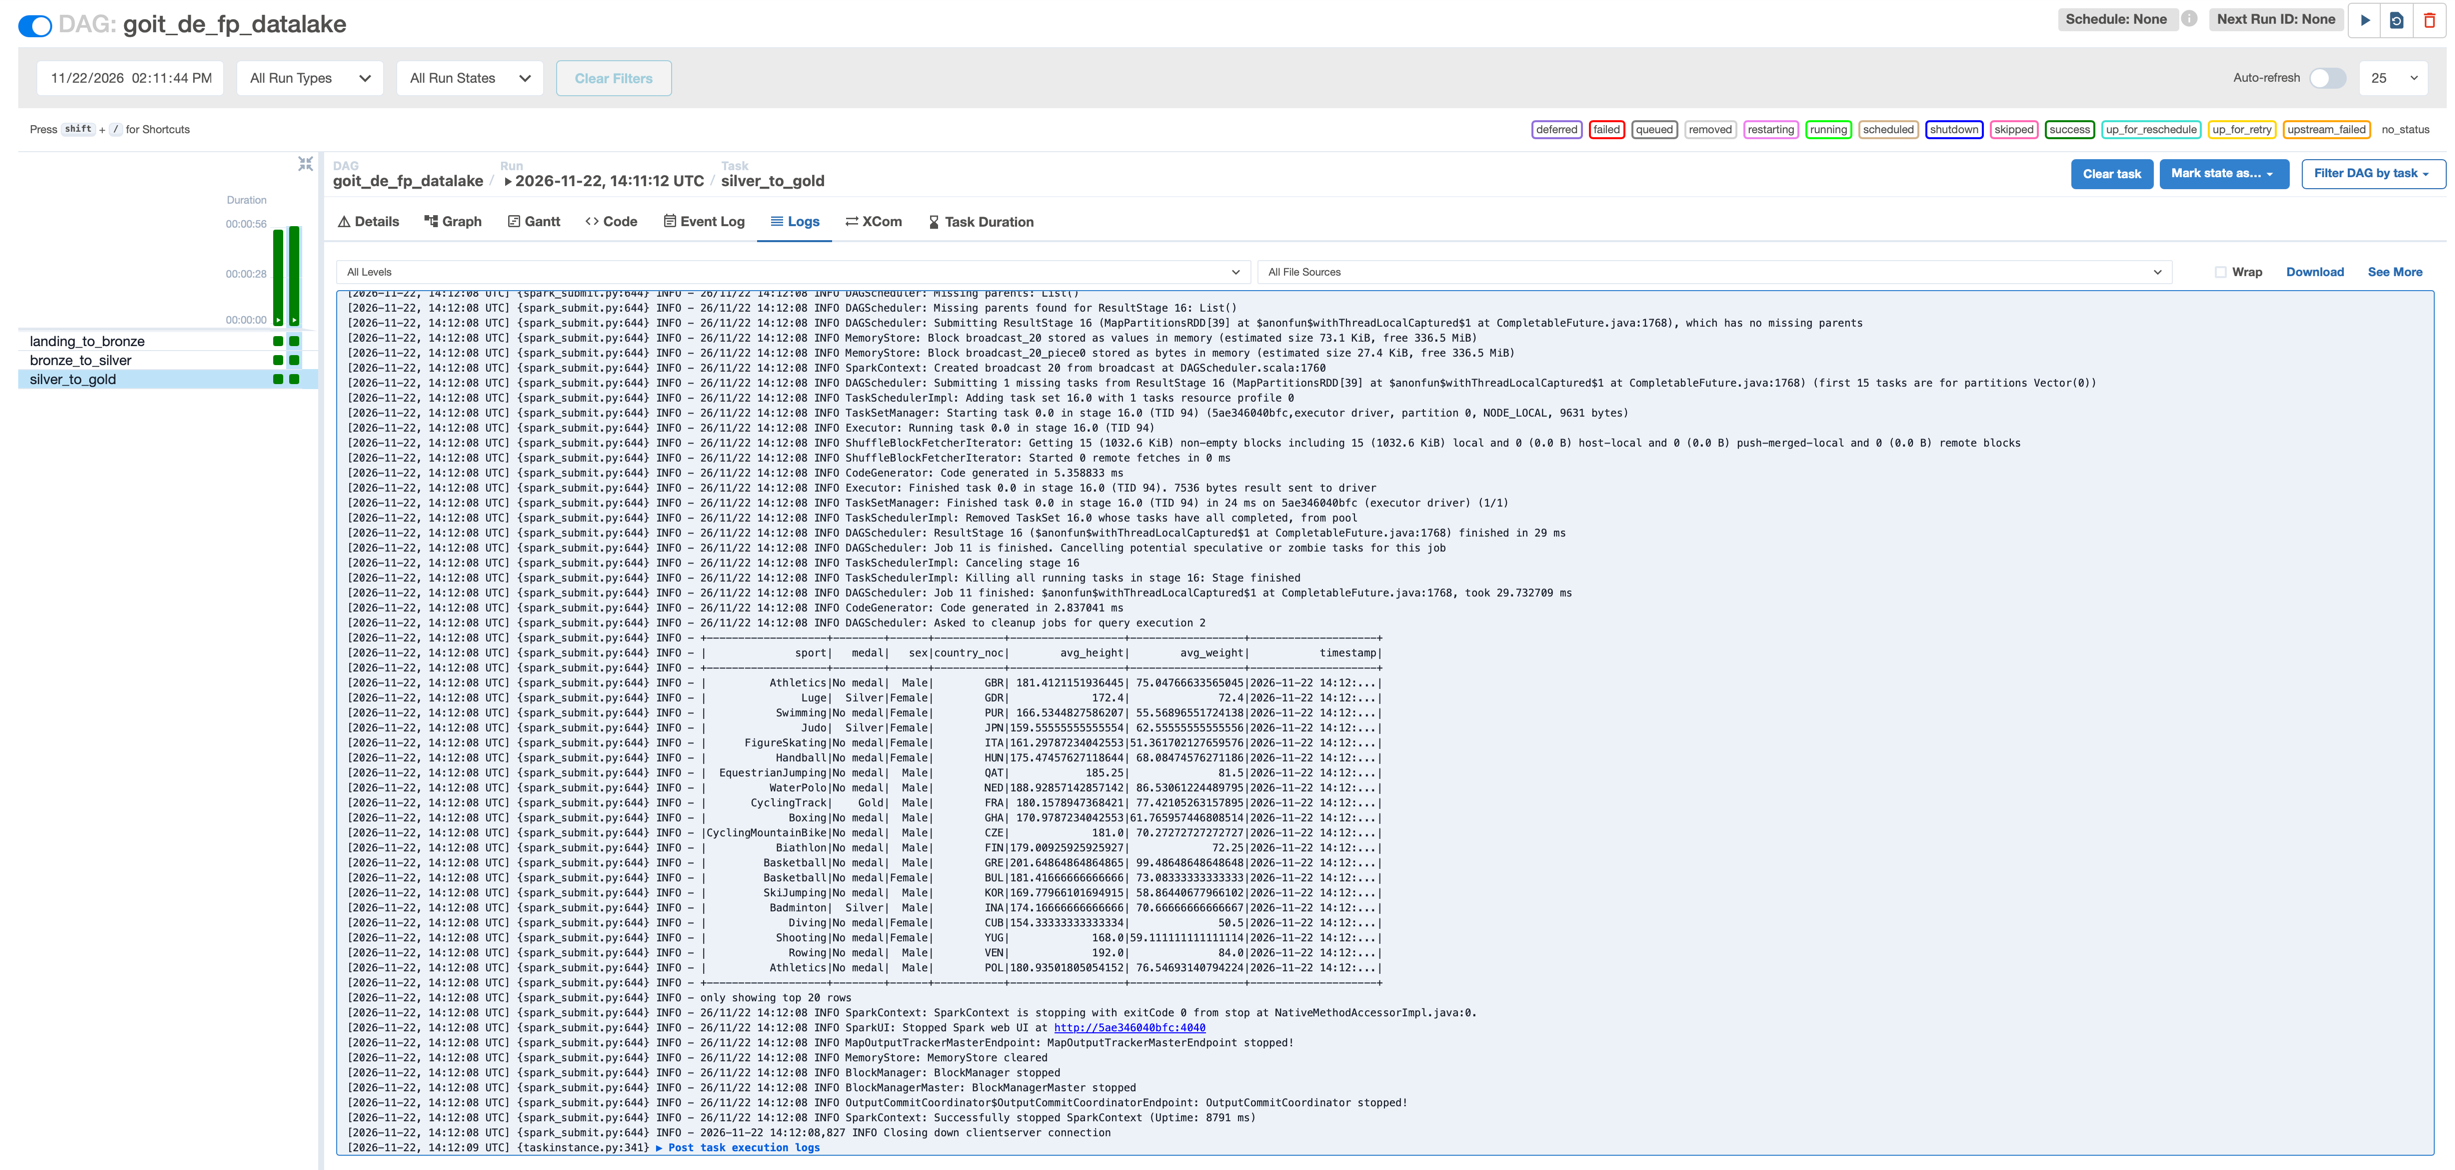 DAG: goit_de_fp_datalake
Schedule: None
Next Run ID: None
11/22/2026 02:11:44 PM
All Run Types
All Run States
Clear Filters
Auto-refresh
25
Press shift + / for Shortcuts
deferred failed queued removed restarting running scheduled shutdown skipped success up_for_reschedule up_for_retry upstream_failed no_status
Duration
00:00:56
00:00:28
00:00:00
landing_to_bronze
bronze_to_silver
silver_to_gold
DAG Run Task
goit_de_fp_datalake / 2026-11-22, 14:11:12 UTC / silver_to_gold
Clear task
Mark state as...
Filter DAG by task
Details Graph Gantt Code Event Log Logs XCom Task Duration
All Levels
All File Sources
Wrap Download See More
[2026-11-22, 14:12:08 UTC] {spark_submit.py:644} INFO - 26/11/22 14:12:08 INFO DAGScheduler: Missing parents: List()
[2026-11-22, 14:12:08 UTC] {spark_submit.py:644} INFO - 26/11/22 14:12:08 INFO DAGScheduler: Missing parents found for ResultStage 16: List()
[2026-11-22, 14:12:08 UTC] {spark_submit.py:644} INFO - 26/11/22 14:12:08 INFO DAGScheduler: Submitting ResultStage 16 (MapPartitionsRDD[39] at $anonfun$withThreadLocalCaptured$1 at CompletableFuture.java:1768), which has no missing parents
[2026-11-22, 14:12:08 UTC] {spark_submit.py:644} INFO - 26/11/22 14:12:08 INFO MemoryStore: Block broadcast_20 stored as values in memory (estimated size 73.1 KiB, free 336.5 MiB)
[2026-11-22, 14:12:08 UTC] {spark_submit.py:644} INFO - 26/11/22 14:12:08 INFO MemoryStore: Block broadcast_20_piece0 stored as bytes in memory (estimated size 27.4 KiB, free 336.5 MiB)
[2026-11-22, 14:12:08 UTC] {spark_submit.py:644} INFO - 26/11/22 14:12:08 INFO SparkContext: Created broadcast 20 from broadcast at DAGScheduler.scala:1760
[2026-11-22, 14:12:08 UTC] {spark_submit.py:644} INFO - 26/11/22 14:12:08 INFO DAGScheduler: Submitting 1 missing tasks from ResultStage 16 (MapPartitionsRDD[39] at $anonfun$withThreadLocalCaptured$1 at CompletableFuture.java:1768) (first 15 tasks are for partitions Vector(0))
[2026-11-22, 14:12:08 UTC] {spark_submit.py:644} INFO - 26/11/22 14:12:08 INFO TaskSchedulerImpl: Adding task set 16.0 with 1 tasks resource profile 0
[2026-11-22, 14:12:08 UTC] {spark_submit.py:644} INFO - 26/11/22 14:12:08 INFO TaskSetManager: Starting task 0.0 in stage 16.0 (TID 94) (5ae346040bfc,executor driver, partition 0, NODE_LOCAL, 9631 bytes)
[2026-11-22, 14:12:08 UTC] {spark_submit.py:644} INFO - 26/11/22 14:12:08 INFO Executor: Running task 0.0 in stage 16.0 (TID 94)
[2026-11-22, 14:12:08 UTC] {spark_submit.py:644} INFO - 26/11/22 14:12:08 INFO ShuffleBlockFetcherIterator: Getting 15 (1032.6 KiB) non-empty blocks including 15 (1032.6 KiB) local and 0 (0.0 B) host-local and 0 (0.0 B) push-merged-local and 0 (0.0 B) remote blocks
[2026-11-22, 14:12:08 UTC] {spark_submit.py:644} INFO - 26/11/22 14:12:08 INFO ShuffleBlockFetcherIterator: Started 0 remote fetches in 0 ms
[2026-11-22, 14:12:08 UTC] {spark_submit.py:644} INFO - 26/11/22 14:12:08 INFO CodeGenerator: Code generated in 5.358833 ms
[2026-11-22, 14:12:08 UTC] {spark_submit.py:644} INFO - 26/11/22 14:12:08 INFO Executor: Finished task 0.0 in stage 16.0 (TID 94). 7536 bytes result sent to driver
[2026-11-22, 14:12:08 UTC] {spark_submit.py:644} INFO - 26/11/22 14:12:08 INFO TaskSetManager: Finished task 0.0 in stage 16.0 (TID 94) in 24 ms on 5ae346040bfc (executor driver) (1/1)
[2026-11-22, 14:12:08 UTC] {spark_submit.py:644} INFO - 26/11/22 14:12:08 INFO TaskSchedulerImpl: Removed TaskSet 16.0 whose tasks have all completed, from pool
[2026-11-22, 14:12:08 UTC] {spark_submit.py:644} INFO - 26/11/22 14:12:08 INFO DAGScheduler: ResultStage 16 ($anonfun$withThreadLocalCaptured$1 at CompletableFuture.java:1768) finished in 29 ms
[2026-11-22, 14:12:08 UTC] {spark_submit.py:644} INFO - 26/11/22 14:12:08 INFO DAGScheduler: Job 11 is finished. Cancelling potential speculative or zombie tasks for this job
[2026-11-22, 14:12:08 UTC] {spark_submit.py:644} INFO - 26/11/22 14:12:08 INFO TaskSchedulerImpl: Canceling stage 16
[2026-11-22, 14:12:08 UTC] {spark_submit.py:644} INFO - 26/11/22 14:12:08 INFO TaskSchedulerImpl: Killing all running tasks in stage 16: Stage finished
[2026-11-22, 14:12:08 UTC] {spark_submit.py:644} INFO - 26/11/22 14:12:08 INFO DAGScheduler: Job 11 finished: $anonfun$withThreadLocalCaptured$1 at CompletableFuture.java:1768, took 29.732709 ms
[2026-11-22, 14:12:08 UTC] {spark_submit.py:644} INFO - 26/11/22 14:12:08 INFO CodeGenerator: Code generated in 2.837041 ms
[2026-11-22, 14:12:08 UTC] {spark_submit.py:644} INFO - 26/11/22 14:12:08 INFO DAGScheduler: Asked to cleanup jobs for query execution 2
[2026-11-22, 14:12:08 UTC] {spark_submit.py:644} INFO - +-------------------+--------+------+-----------+------------------+------------------+--------------------+
[2026-11-22, 14:12:08 UTC] {spark_submit.py:644} INFO - |              sport|   medal|   sex|country_noc|        avg_height|        avg_weight|           timestamp|
[2026-11-22, 14:12:08 UTC] {spark_submit.py:644} INFO - +-------------------+--------+------+-----------+------------------+------------------+--------------------+
[2026-11-22, 14:12:08 UTC] {spark_submit.py:644} INFO - |          Athletics|No medal|  Male|        GBR| 181.4121151936445| 75.04766633565045|2026-11-22 14:12:...|
[2026-11-22, 14:12:08 UTC] {spark_submit.py:644} INFO - |               Luge|  Silver|Female|        GDR|             172.4|              72.4|2026-11-22 14:12:...|
[2026-11-22, 14:12:08 UTC] {spark_submit.py:644} INFO - |           Swimming|No medal|Female|        PUR| 166.5344827586207| 55.56896551724138|2026-11-22 14:12:...|
[2026-11-22, 14:12:08 UTC] {spark_submit.py:644} INFO - |               Judo|  Silver|Female|        JPN|159.55555555555554| 62.55555555555556|2026-11-22 14:12:...|
[2026-11-22, 14:12:08 UTC] {spark_submit.py:644} INFO - |      FigureSkating|No medal|Female|        ITA|161.29787234042553|51.361702127659576|2026-11-22 14:12:...|
[2026-11-22, 14:12:08 UTC] {spark_submit.py:644} INFO - |           Handball|No medal|Female|        HUN|175.47457627118644| 68.08474576271186|2026-11-22 14:12:...|
[2026-11-22, 14:12:08 UTC] {spark_submit.py:644} INFO - |  EquestrianJumping|No medal|  Male|        QAT|            185.25|              81.5|2026-11-22 14:12:...|
[2026-11-22, 14:12:08 UTC] {spark_submit.py:644} INFO - |          WaterPolo|No medal|  Male|        NED|188.92857142857142| 86.53061224489795|2026-11-22 14:12:...|
[2026-11-22, 14:12:08 UTC] {spark_submit.py:644} INFO - |       CyclingTrack|    Gold|  Male|        FRA| 180.1578947368421| 77.42105263157895|2026-11-22 14:12:...|
[2026-11-22, 14:12:08 UTC] {spark_submit.py:644} INFO - |             Boxing|No medal|  Male|        GHA| 170.9787234042553|61.765957446808514|2026-11-22 14:12:...|
[2026-11-22, 14:12:08 UTC] {spark_submit.py:644} INFO - |CyclingMountainBike|No medal|  Male|        CZE|             181.0| 70.27272727272727|2026-11-22 14:12:...|
[2026-11-22, 14:12:08 UTC] {spark_submit.py:644} INFO - |           Biathlon|No medal|  Male|        FIN|179.00925925925927|             72.25|2026-11-22 14:12:...|
[2026-11-22, 14:12:08 UTC] {spark_submit.py:644} INFO - |         Basketball|No medal|  Male|        GRE|201.64864864864865| 99.48648648648648|2026-11-22 14:12:...|
[2026-11-22, 14:12:08 UTC] {spark_submit.py:644} INFO - |         Basketball|No medal|Female|        BUL|181.41666666666666| 73.08333333333333|2026-11-22 14:12:...|
[2026-11-22, 14:12:08 UTC] {spark_submit.py:644} INFO - |         SkiJumping|No medal|  Male|        KOR|169.77966101694915| 58.86440677966102|2026-11-22 14:12:...|
[2026-11-22, 14:12:08 UTC] {spark_submit.py:644} INFO - |          Badminton|  Silver|  Male|        INA|174.16666666666666| 70.66666666666667|2026-11-22 14:12:...|
[2026-11-22, 14:12:08 UTC] {spark_submit.py:644} INFO - |             Diving|No medal|Female|        CUB|154.33333333333334|              50.5|2026-11-22 14:12:...|
[2026-11-22, 14:12:08 UTC] {spark_submit.py:644} INFO - |           Shooting|No medal|Female|        YUG|             168.0|59.111111111111114|2026-11-22 14:12:...|
[2026-11-22, 14:12:08 UTC] {spark_submit.py:644} INFO - |             Rowing|No medal|  Male|        VEN|             192.0|              84.0|2026-11-22 14:12:...|
[2026-11-22, 14:12:08 UTC] {spark_submit.py:644} INFO - |          Athletics|No medal|  Male|        POL|180.93501805054152| 76.54693140794224|2026-11-22 14:12:...|
[2026-11-22, 14:12:08 UTC] {spark_submit.py:644} INFO - +-------------------+--------+------+-----------+------------------+------------------+--------------------+
[2026-11-22, 14:12:08 UTC] {spark_submit.py:644} INFO - only showing top 20 rows
[2026-11-22, 14:12:08 UTC] {spark_submit.py:644} INFO - 26/11/22 14:12:08 INFO SparkContext: SparkContext is stopping with exitCode 0 from stop at NativeMethodAccessorImpl.java:0.
[2026-11-22, 14:12:08 UTC] {spark_submit.py:644} INFO - 26/11/22 14:12:08 INFO SparkUI: Stopped Spark web UI at http://5ae346040bfc:4040
[2026-11-22, 14:12:08 UTC] {spark_submit.py:644} INFO - 26/11/22 14:12:08 INFO MapOutputTrackerMasterEndpoint: MapOutputTrackerMasterEndpoint stopped!
[2026-11-22, 14:12:08 UTC] {spark_submit.py:644} INFO - 26/11/22 14:12:08 INFO MemoryStore: MemoryStore cleared
[2026-11-22, 14:12:08 UTC] {spark_submit.py:644} INFO - 26/11/22 14:12:08 INFO BlockManager: BlockManager stopped
[2026-11-22, 14:12:08 UTC] {spark_submit.py:644} INFO - 26/11/22 14:12:08 INFO BlockManagerMaster: BlockManagerMaster stopped
[2026-11-22, 14:12:08 UTC] {spark_submit.py:644} INFO - 26/11/22 14:12:08 INFO OutputCommitCoordinator$OutputCommitCoordinatorEndpoint: OutputCommitCoordinator stopped!
[2026-11-22, 14:12:08 UTC] {spark_submit.py:644} INFO - 26/11/22 14:12:08 INFO SparkContext: Successfully stopped SparkContext (Uptime: 8791 ms)
[2026-11-22, 14:12:08 UTC] {spark_submit.py:644} INFO - 2026-11-22 14:12:08,827 INFO Closing down clientserver connection
[2026-11-22, 14:12:09 UTC] {taskinstance.py:341} ▶ Post task execution logs